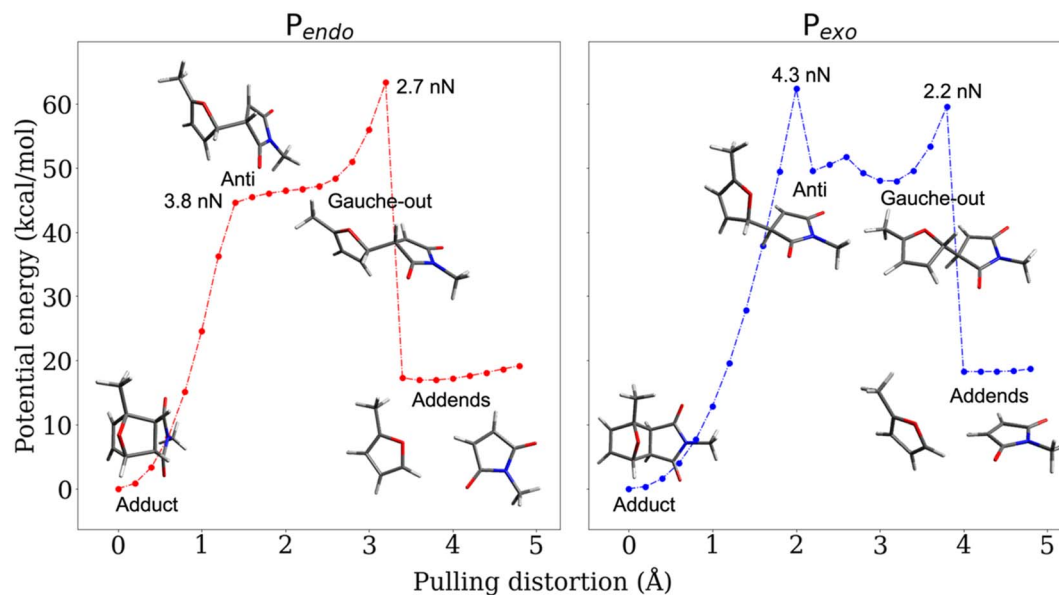 P_endo
P_exo
Potential energy (kcal/mol)
60
50
40
30
20
10
0
Anti
3.8 nN
2.7 nN
Gauche-out
Adduct
Addends
0 1 2 3 4 5
4.3 nN
2.2 nN
Anti
Gauche-out
Adduct
Addends
0 1 2 3 4 5
Pulling distortion (Å)